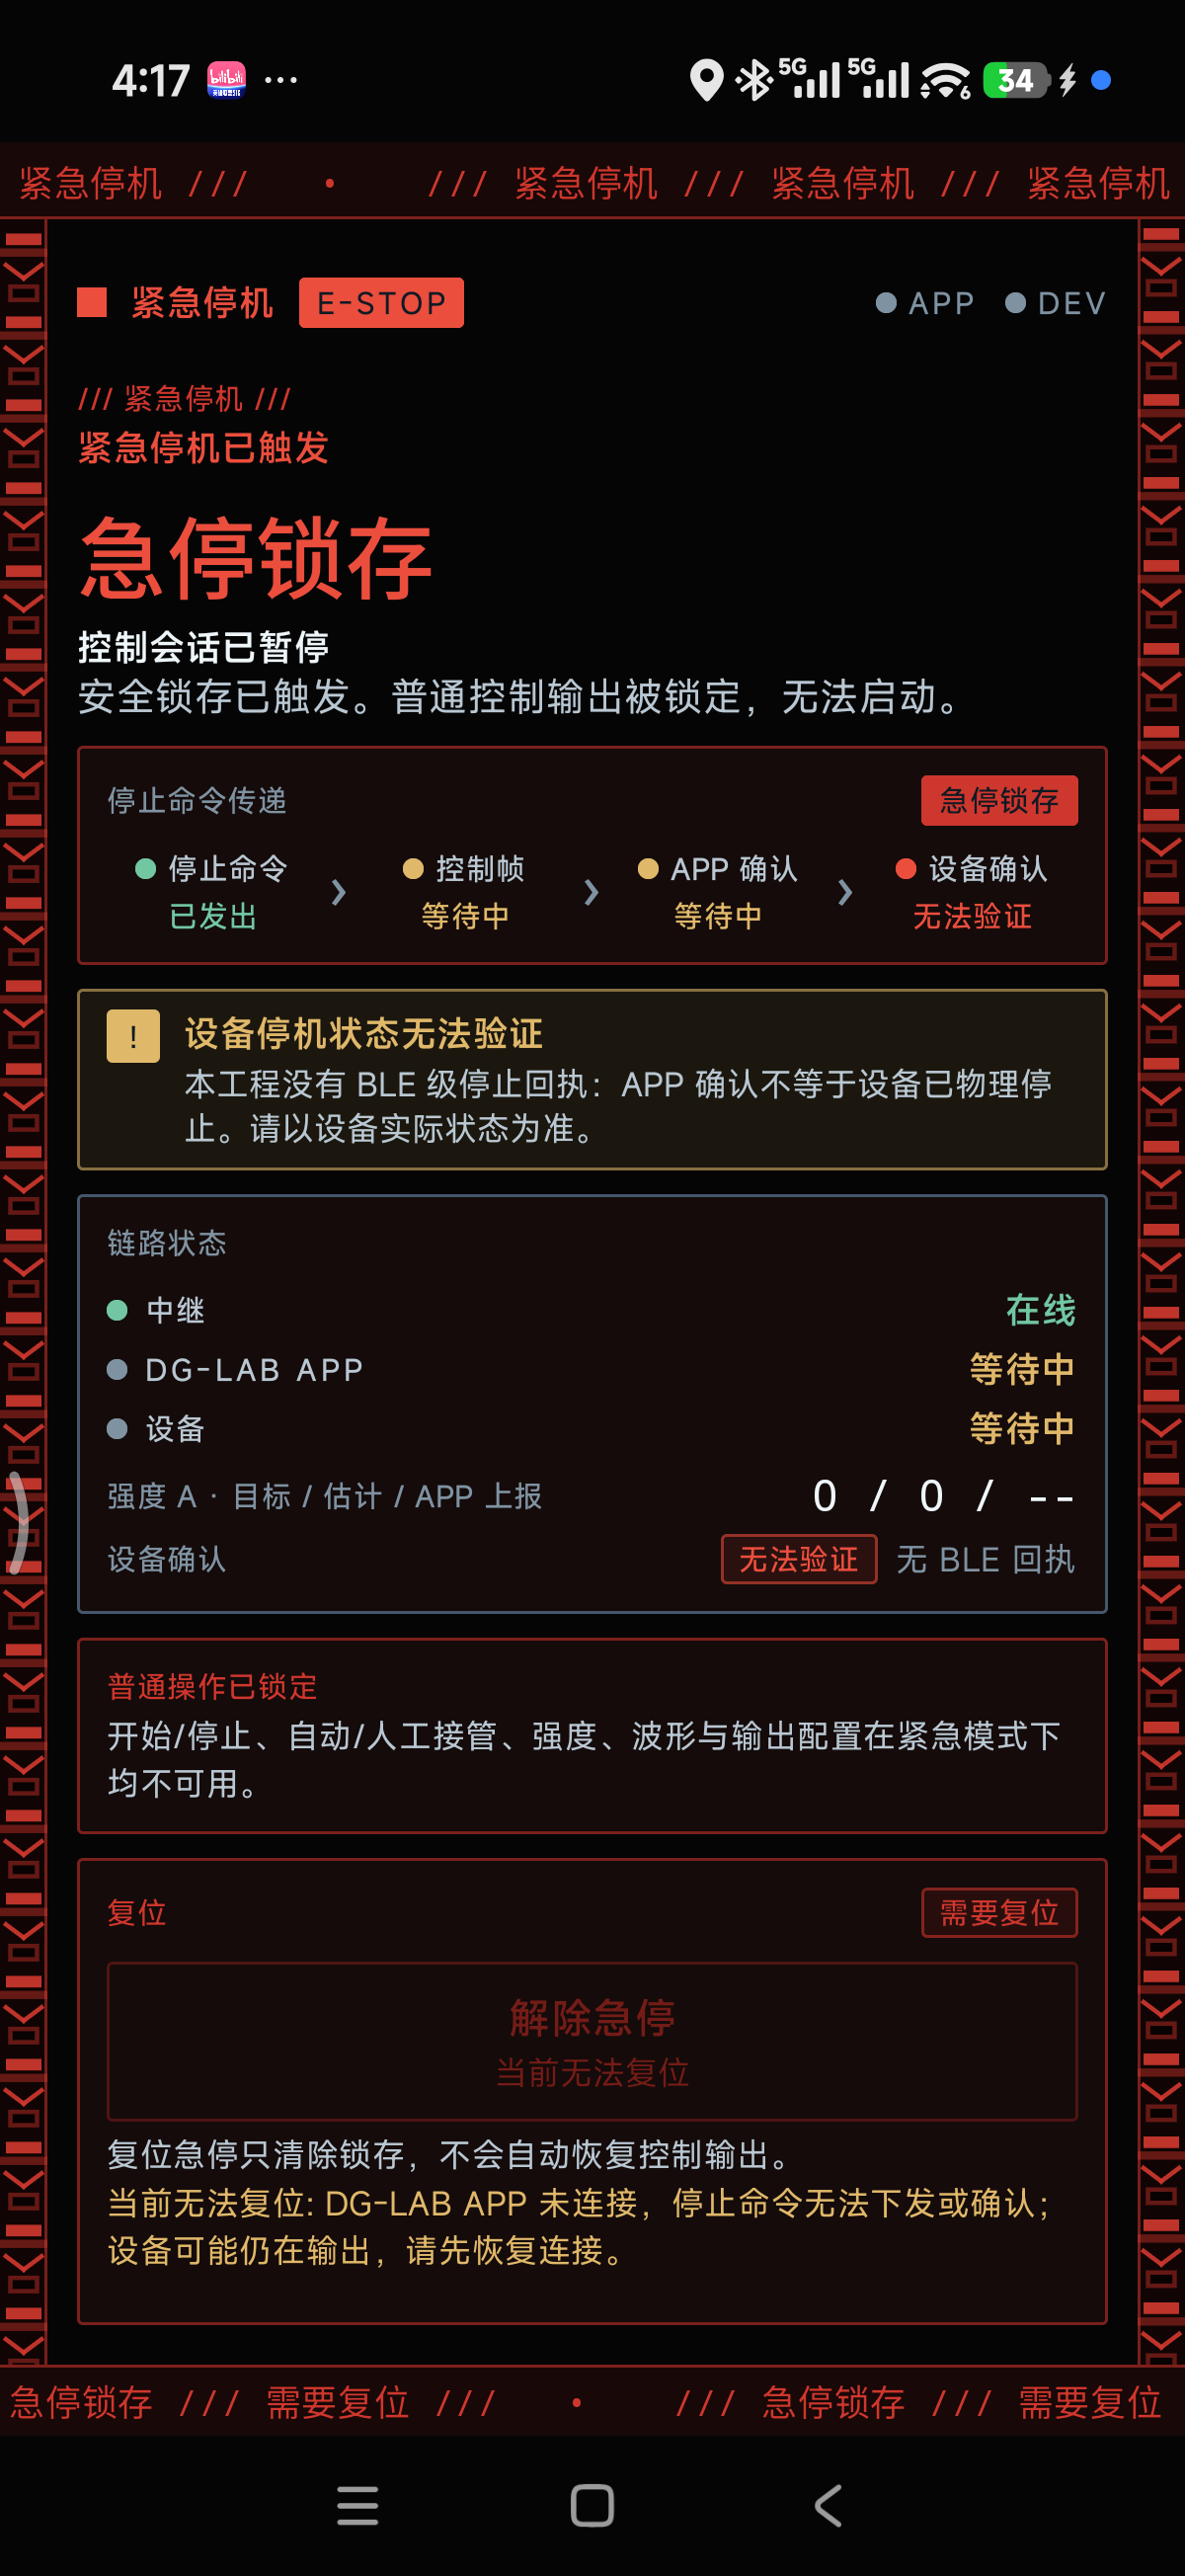 4:17 bilibili ··· 5G 5G 6 34
紧急停机 /// • /// 紧急停机 /// 紧急停机 /// 紧急停机
紧急停机 E-STOP APP DEV
/// 紧急停机 ///
紧急停机已触发
急停锁存
控制会话已暂停
安全锁存已触发。普通控制输出被锁定，无法启动。
停止命令传递 急停锁存
停止命令 › 控制帧 › APP 确认 › 设备确认
已发出 等待中 等待中 无法验证
! 设备停机状态无法验证
本工程没有 BLE 级停止回执：APP 确认不等于设备已物理停
止。请以设备实际状态为准。
链路状态
中继 在线
DG-LAB APP 等待中
设备 等待中
强度 A · 目标 / 估计 / APP 上报 0 / 0 / --
设备确认 无法验证 无 BLE 回执
普通操作已锁定
开始/停止、自动/人工接管、强度、波形与输出配置在紧急模式下
均不可用。
复位 需要复位
解除急停
当前无法复位
复位急停只清除锁存，不会自动恢复控制输出。
当前无法复位: DG-LAB APP 未连接，停止命令无法下发或确认；
设备可能仍在输出，请先恢复连接。
急停锁存 /// 需要复位 /// • /// 急停锁存 /// 需要复位